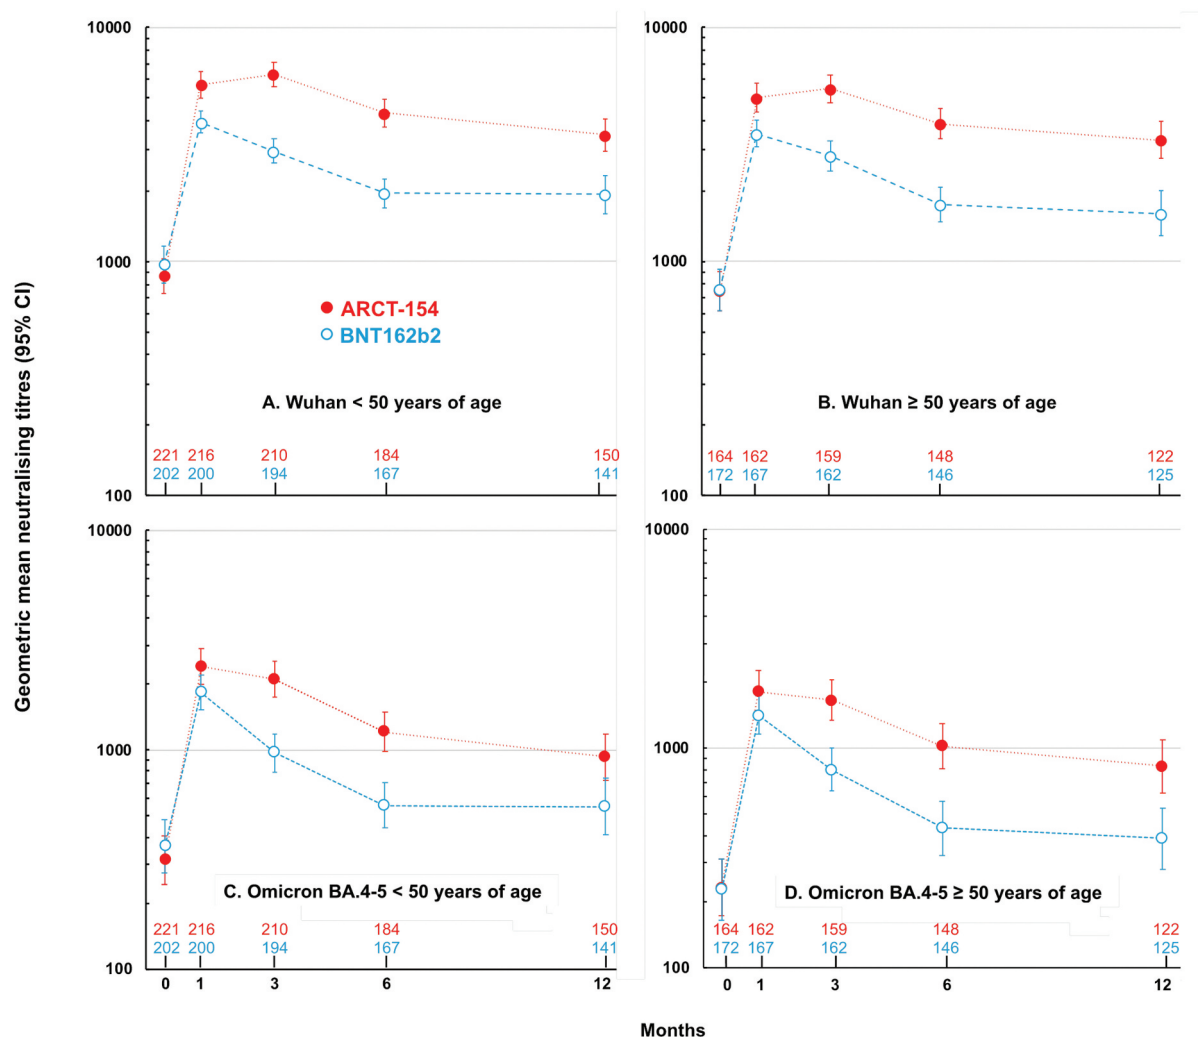 Geometric mean neutralising titres (95% CI)
10000
1000
100
ARCT-154
BNT162b2
A. Wuhan < 50 years of age
221 216 210 184 150
202 200 194 167 141
10000
1000
100
B. Wuhan ≥ 50 years of age
164 162 159 148 122
172 167 162 146 125
10000
1000
100
C. Omicron BA.4-5 < 50 years of age
221 216 210 184 150
202 200 194 167 141
0 1 3 6 12
10000
1000
100
D. Omicron BA.4-5 ≥ 50 years of age
164 162 159 148 122
172 167 162 146 125
0 1 3 6 12
Months